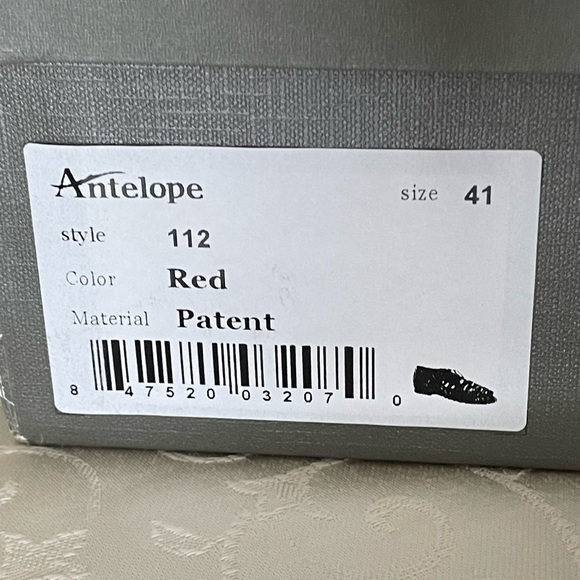 Antelope size 41
style 112
Color Red
Material Patent
8 47520 03207 0